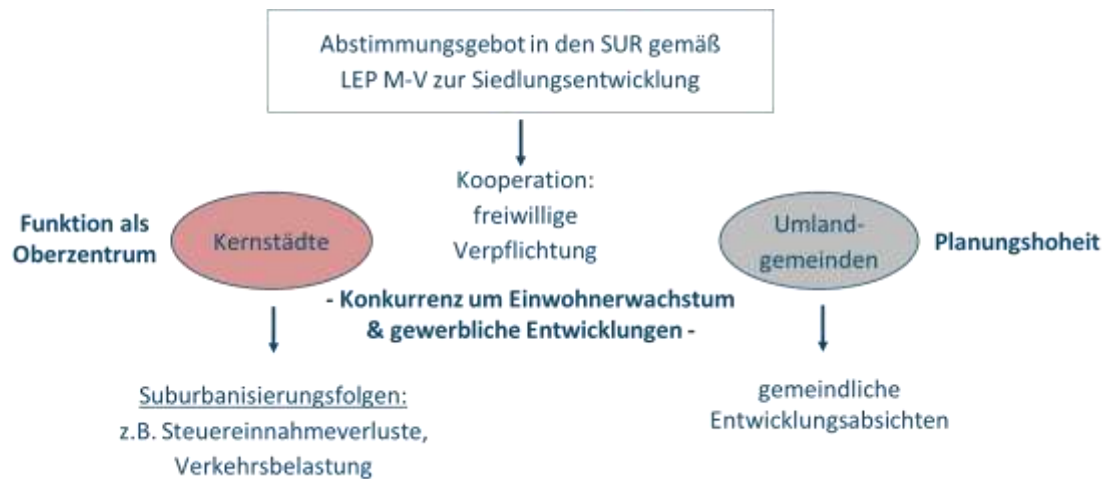 Abstimmungsgebot in den SUR gemäß
LEP M-V zur Siedlungsentwicklung
Kooperation:
freiwillige
Verpflichtung
Funktion als
Oberzentrum
Kernstädte
Umland-
gemeinden
Planungshoheit
- Konkurrenz um Einwohnerwachstum
& gewerbliche Entwicklungen -
Suburbanisierungsfolgen:
z.B. Steuereinnahmeverluste,
Verkehrsbelastung
gemeindliche
Entwicklungsabsichten